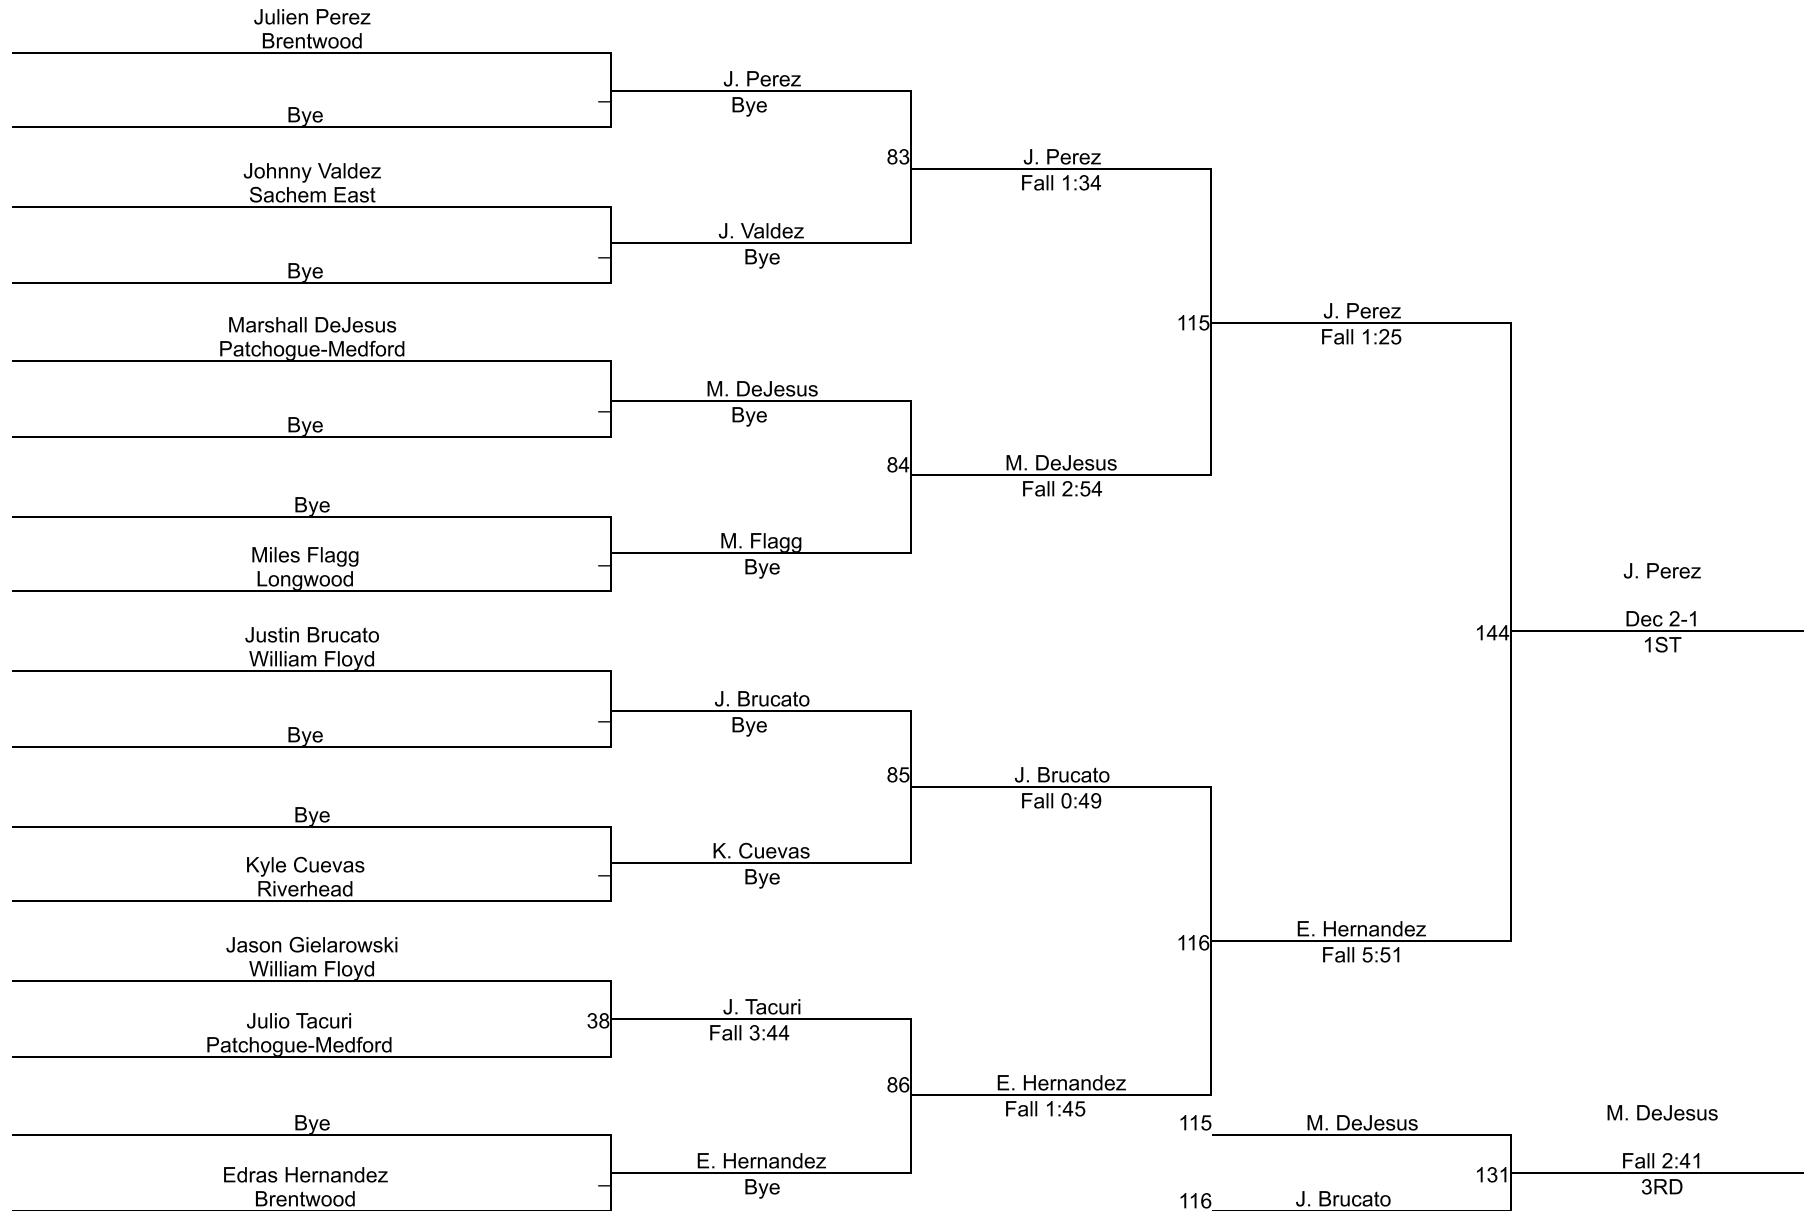 Julien Perez
Brentwood
Bye
Johnny Valdez
Sachem East
Bye
Marshall DeJesus
Patchogue-Medford
Bye
Bye
Miles Flagg
Longwood
Justin Brucato
William Floyd
Bye
Bye
Kyle Cuevas
Riverhead
Jason Gielarowski
William Floyd
38
Julio Tacuri
Patchogue-Medford
Bye
Edras Hernandez
Brentwood
J. Perez
Bye
83
J. Valdez
Bye
M. DeJesus
Bye
84
M. Flagg
Bye
J. Brucato
Bye
85
K. Cuevas
Bye
J. Tacuri
Fall 3:44
86
E. Hernandez
Bye
J. Perez
Fall 1:34
115
M. DeJesus
Fall 2:54
J. Brucato
Fall 0:49
116
E. Hernandez
Fall 1:45
J. Perez
Fall 1:25
144
E. Hernandez
Fall 5:51
J. Perez
Dec 2-1
1ST
115
M. DeJesus
131
116
J. Brucato
M. DeJesus
Fall 2:41
3RD